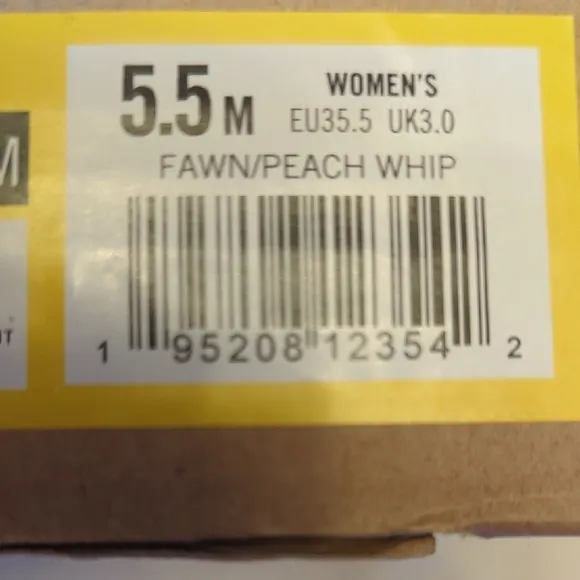 5.5 M
WOMEN'S
EU35.5 UK3.0
FAWN/PEACH WHIP
1 95208 12354 2
M